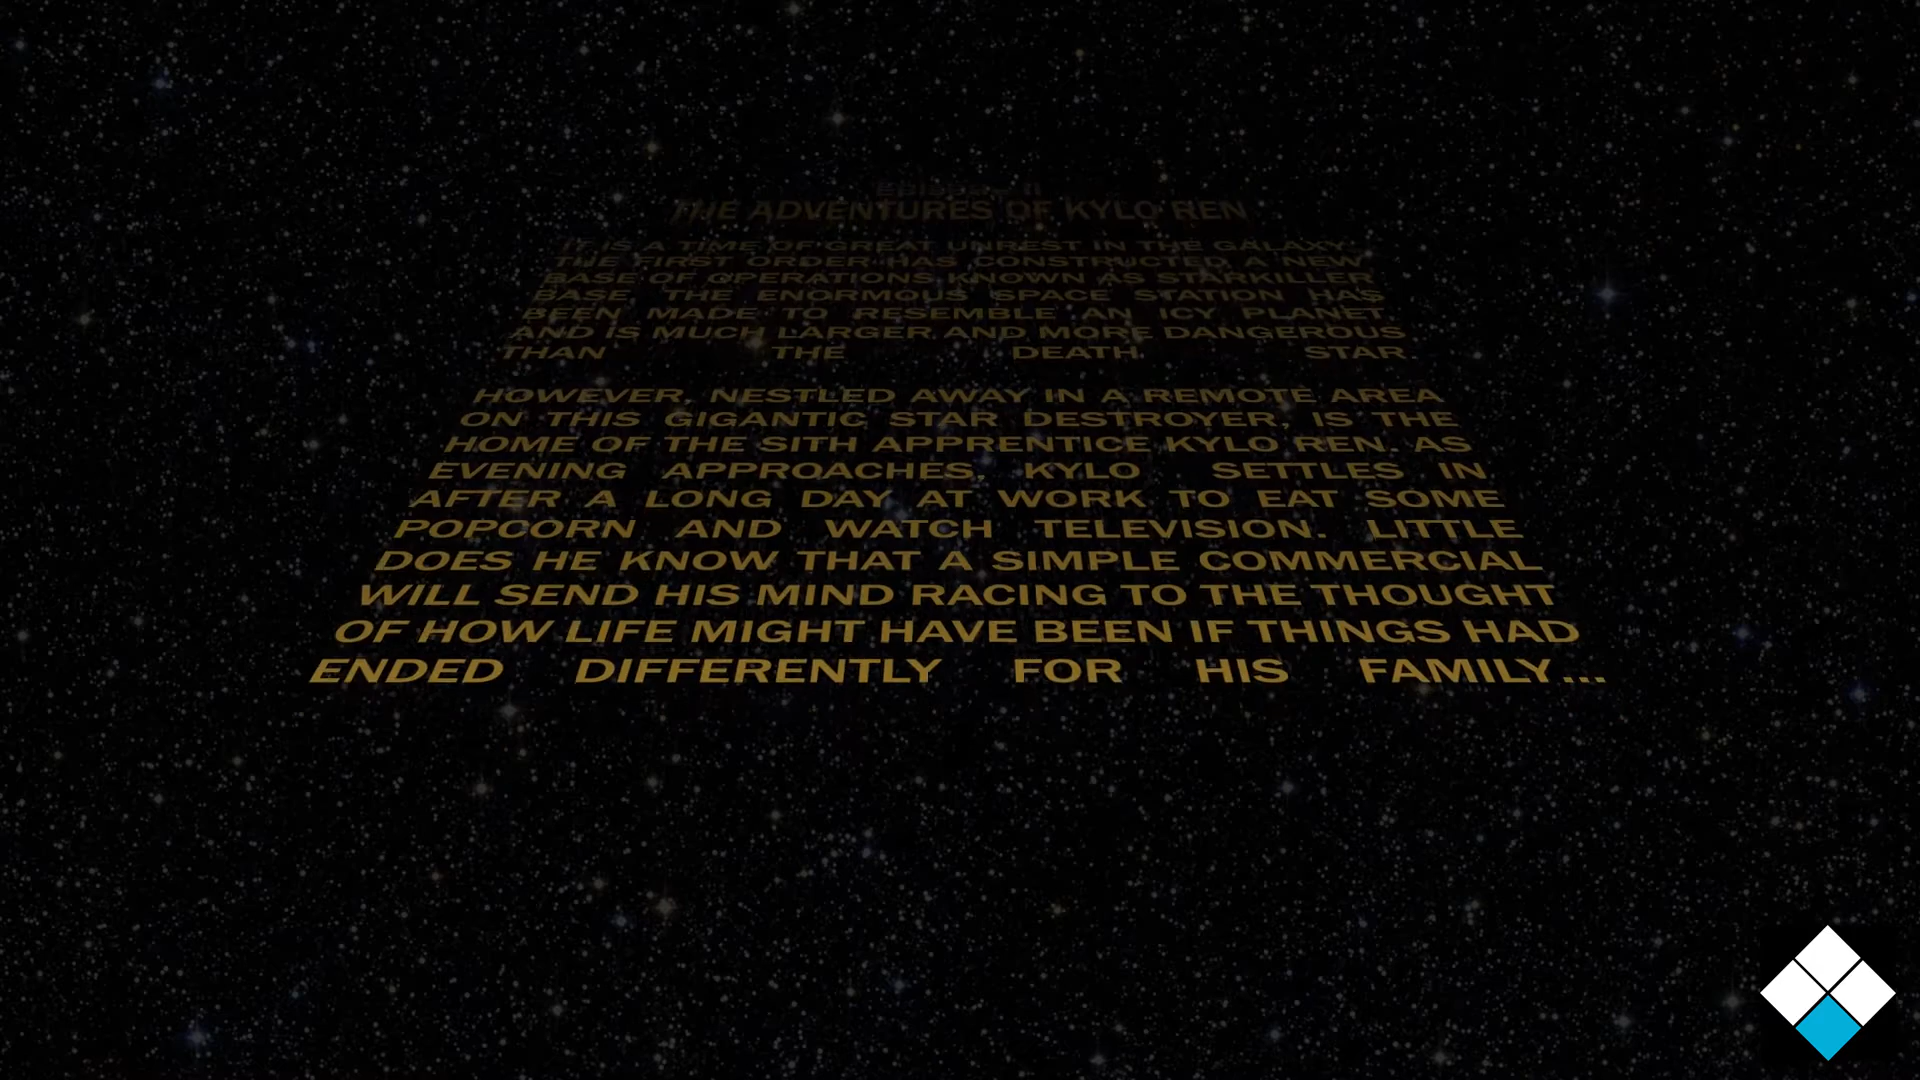 THE ADVENTURES OF KYLO REN
IT IS A TIME OF GREAT UNREST IN THE GALAXY.
THE FIRST ORDER HAS CONSTRUCTED A NEW
BASE OF OPERATIONS KNOWN AS STARKILLER
BASE. THE ENORMOUS SPACE STATION HAS
BEEN MADE TO RESEMBLE AN ICY PLANET,
AND IS MUCH LARGER AND MORE DANGEROUS
THAN THE DEATH STAR.
HOWEVER, NESTLED AWAY IN A REMOTE AREA
ON THIS GIGANTIC STAR DESTROYER, IS THE
HOME OF THE SITH APPRENTICE KYLO REN. AS
EVENING APPROACHES, KYLO SETTLES IN
AFTER A LONG DAY AT WORK TO EAT SOME
POPCORN AND WATCH TELEVISION. LITTLE
DOES HE KNOW THAT A SIMPLE COMMERCIAL
WILL SEND HIS MIND RACING TO THE THOUGHT
OF HOW LIFE MIGHT HAVE BEEN IF THINGS HAD
ENDED DIFFERENTLY FOR HIS FAMILY...